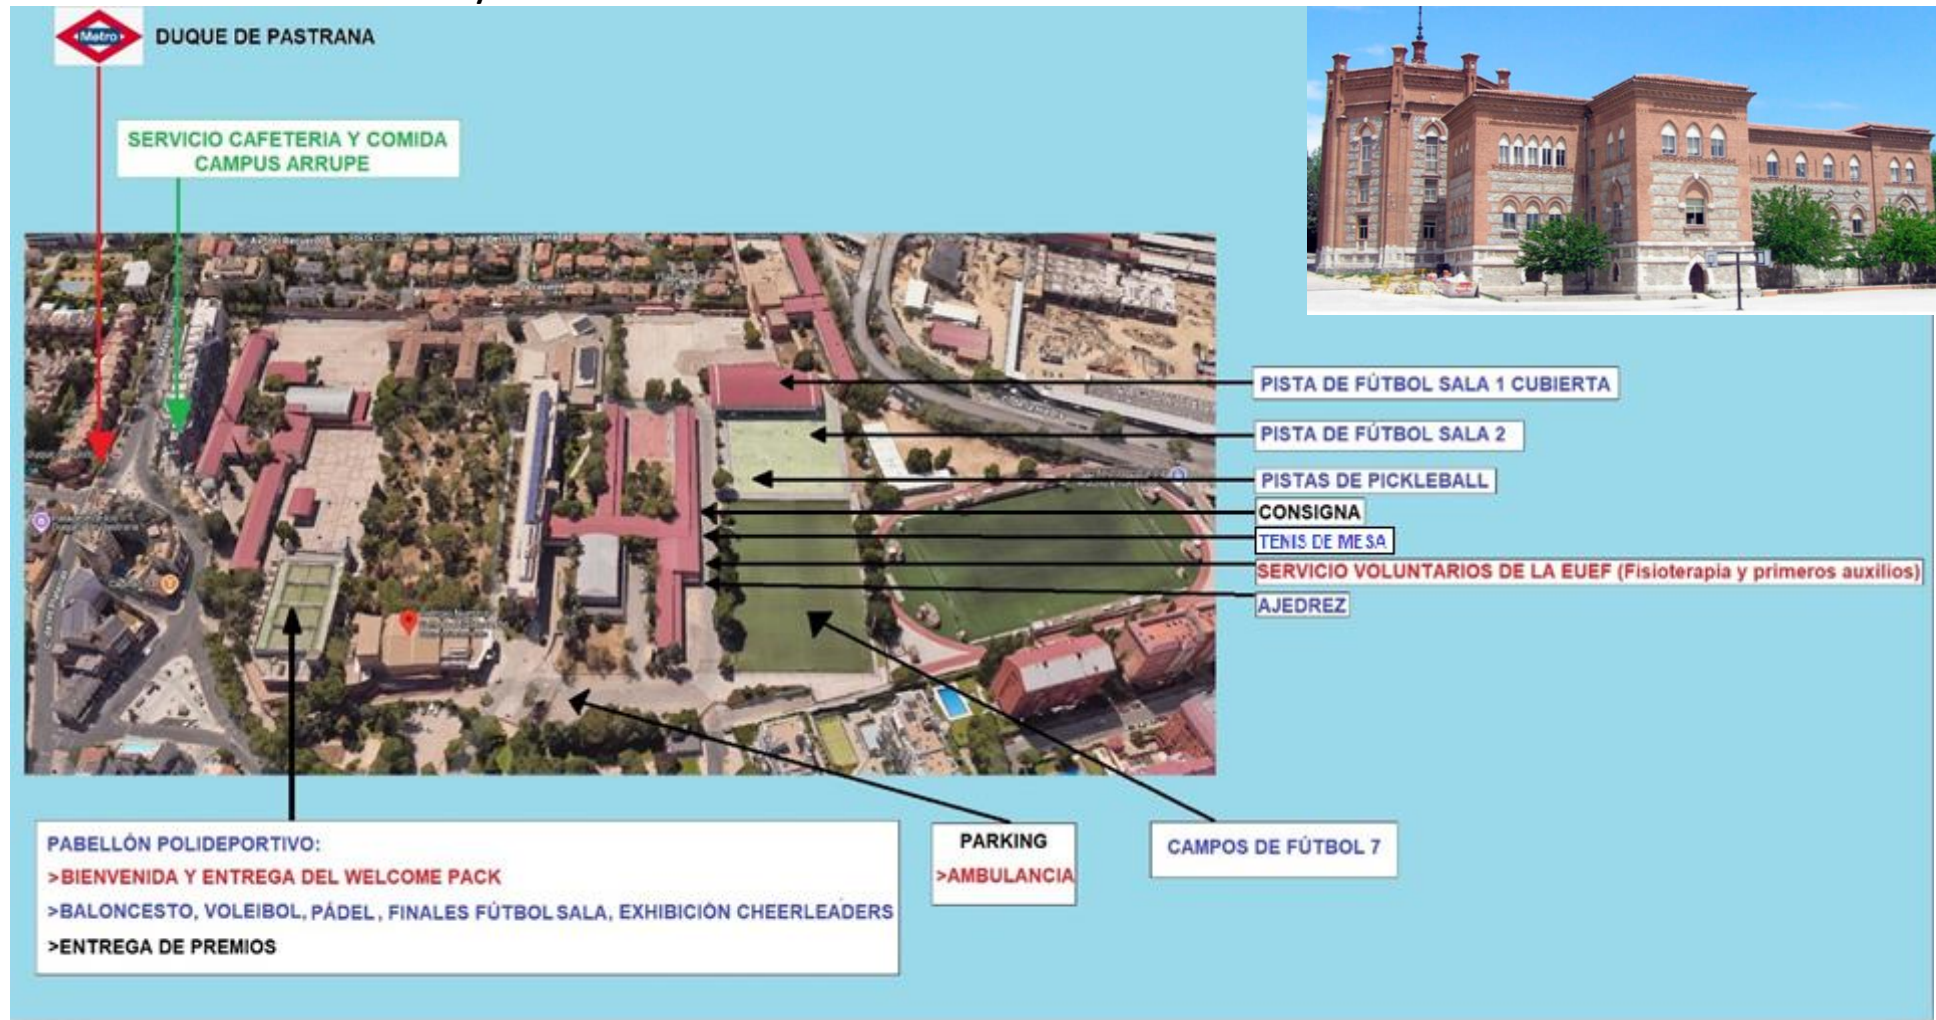 Metro
DUQUE DE PASTRANA
SERVICIO CAFETERIA Y COMIDA
CAMPUS ARRUPE
PISTA DE FÚTBOL SALA 1 CUBIERTA
PISTA DE FÚTBOL SALA 2
PISTAS DE PICKLEBALL
CONSIGNA
TENIS DE MESA
SERVICIO VOLUNTARIOS DE LA EUEF (Fisioterapia y primeros auxilios)
AJEDREZ
PABELLÓN POLIDEPORTIVO:
>BIENVENIDA Y ENTREGA DEL WELCOME PACK
>BALONCESTO, VOLEIBOL, PÁDEL, FINALES FÚTBOL SALA, EXHIBICIÓN CHEERLEADERS
>ENTREGA DE PREMIOS
PARKING
>AMBULANCIA
CAMPOS DE FÚTBOL 7